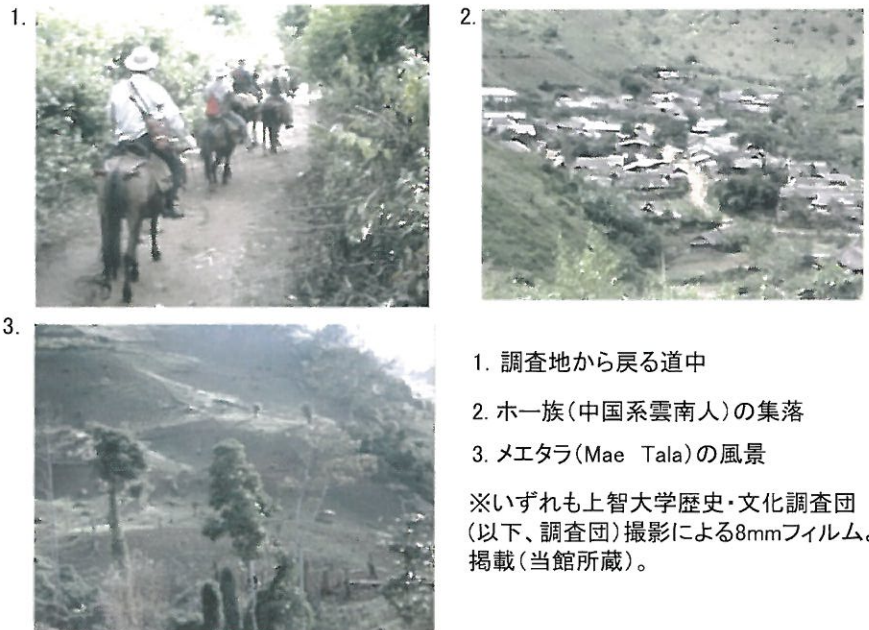 1.
2.
3.
1. 調査地から戻る道中
2. ホー族(中国系雲南人)の集落
3. メエタラ(Mae Tala)の風景
※いずれも上智大学歴史・文化調査団
(以下、調査団)撮影による8mmフィルム。
掲載(当館所蔵)。